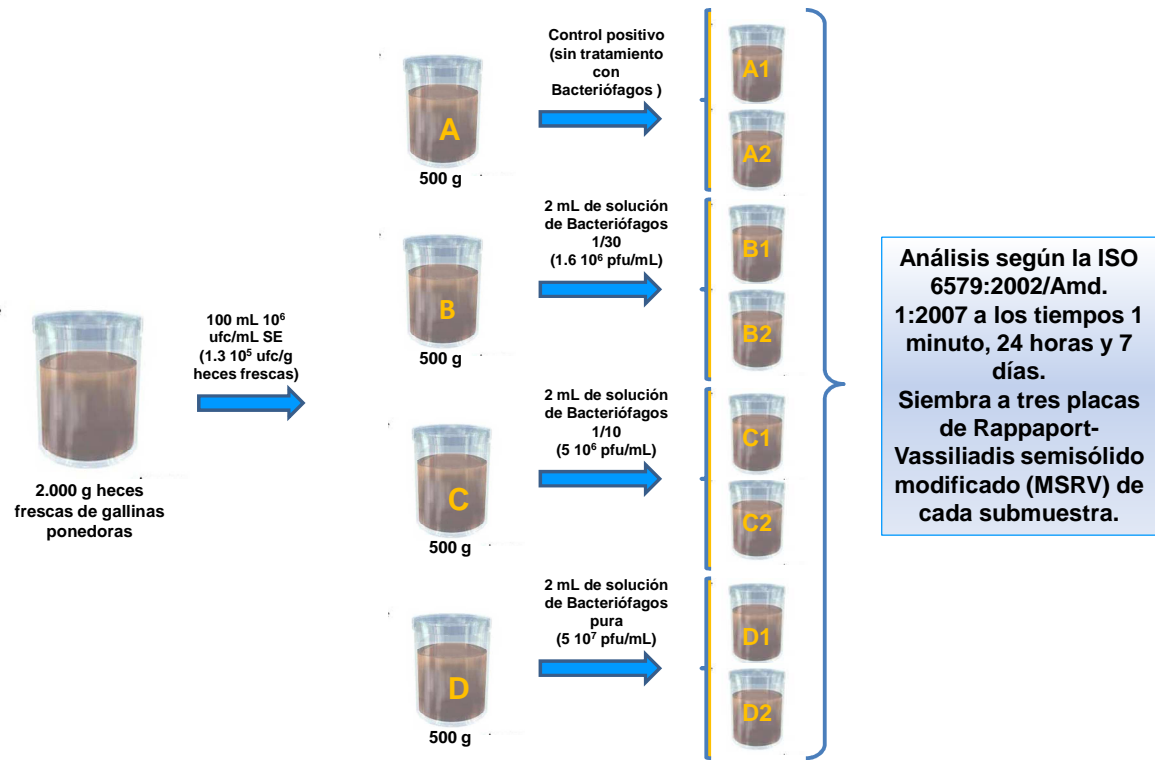 2.000 g heces
frescas de gallinas
ponedoras
100 mL 10⁶
ufc/mL SE
(1.3 10⁵ ufc/g
heces frescas)
A
500 g
Control positivo
(sin tratamiento
con
Bacteriófagos )
A1
A2
B
500 g
2 mL de solución
de Bacteriófagos
1/30
(1.6 10⁶ pfu/mL)
B1
B2
C
500 g
2 mL de solución
de Bacteriófagos
1/10
(5 10⁶ pfu/mL)
C1
C2
D
500 g
2 mL de solución
de Bacteriófagos
pura
(5 10⁷ pfu/mL)
D1
D2
Análisis según la ISO
6579:2002/Amd.
1:2007 a los tiempos 1
minuto, 24 horas y 7
días.
Siembra a tres placas
de Rappaport-
Vassiliadis semisólido
modificado (MSRV) de
cada submuestra.